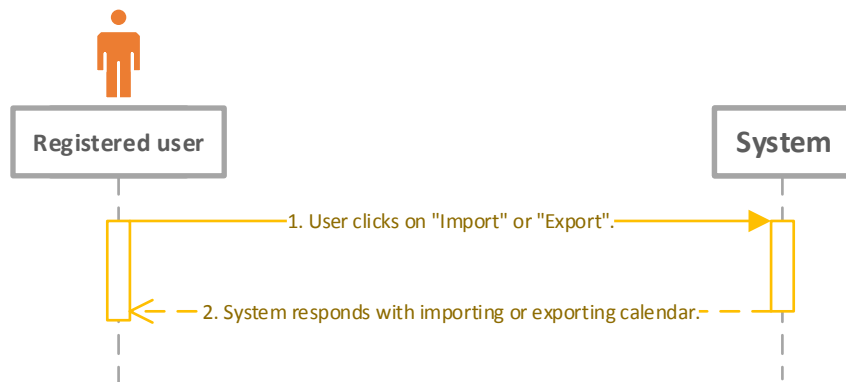 Registered user
System
1. User clicks on "Import" or "Export".
2. System responds with importing or exporting calendar.